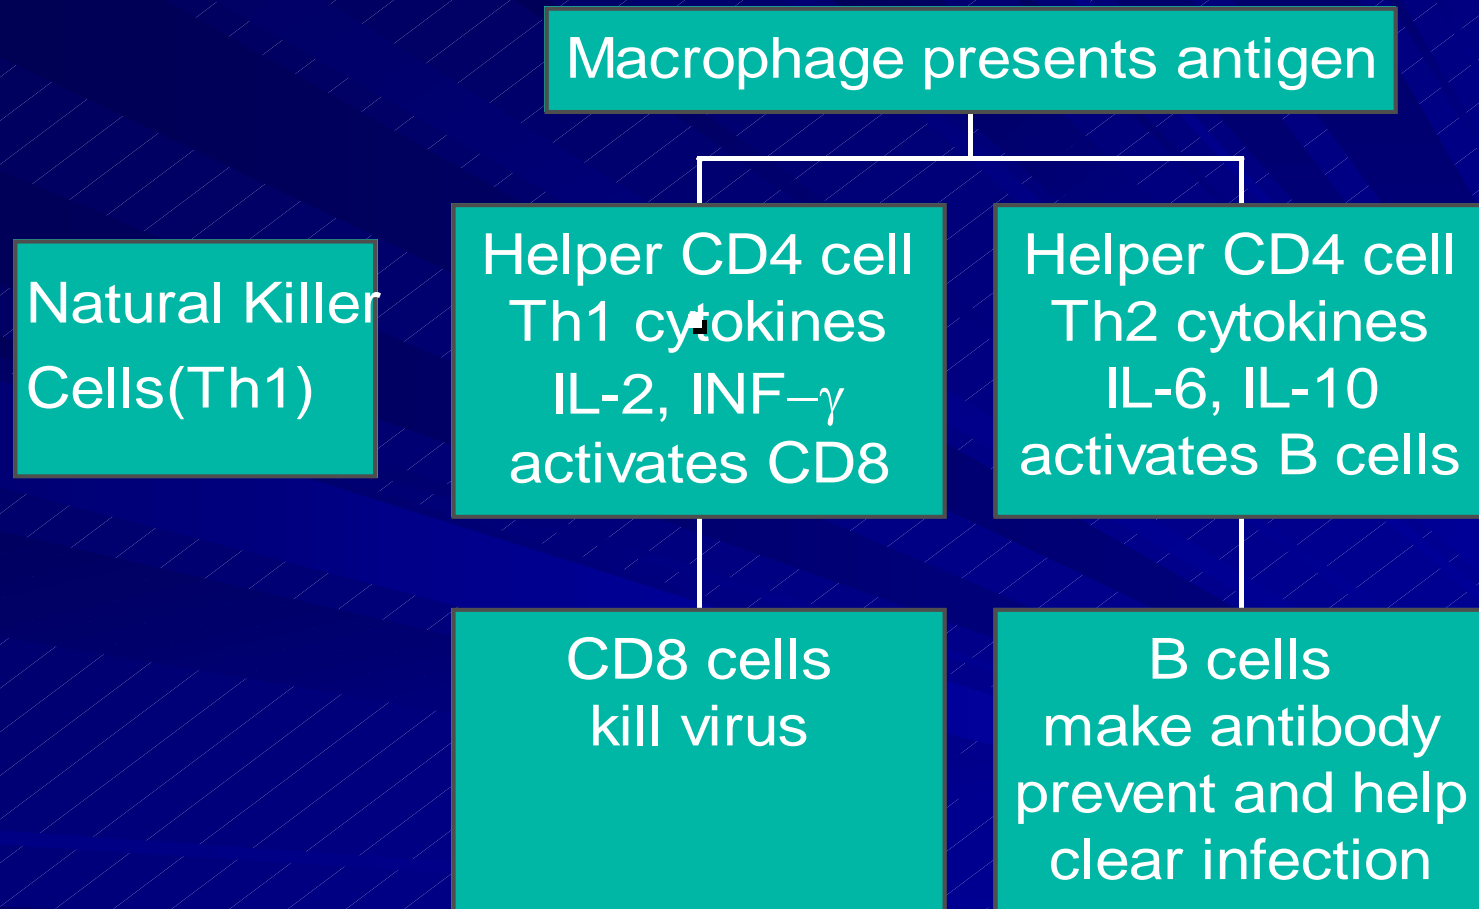 Macrophage presents antigen
Natural Killer
Cells(Th1)
Helper CD4 cell
Th1 cytokines
IL-2, INF–γ
activates CD8
Helper CD4 cell
Th2 cytokines
IL-6, IL-10
activates B cells
CD8 cells
kill virus
B cells
make antibody
prevent and help
clear infection